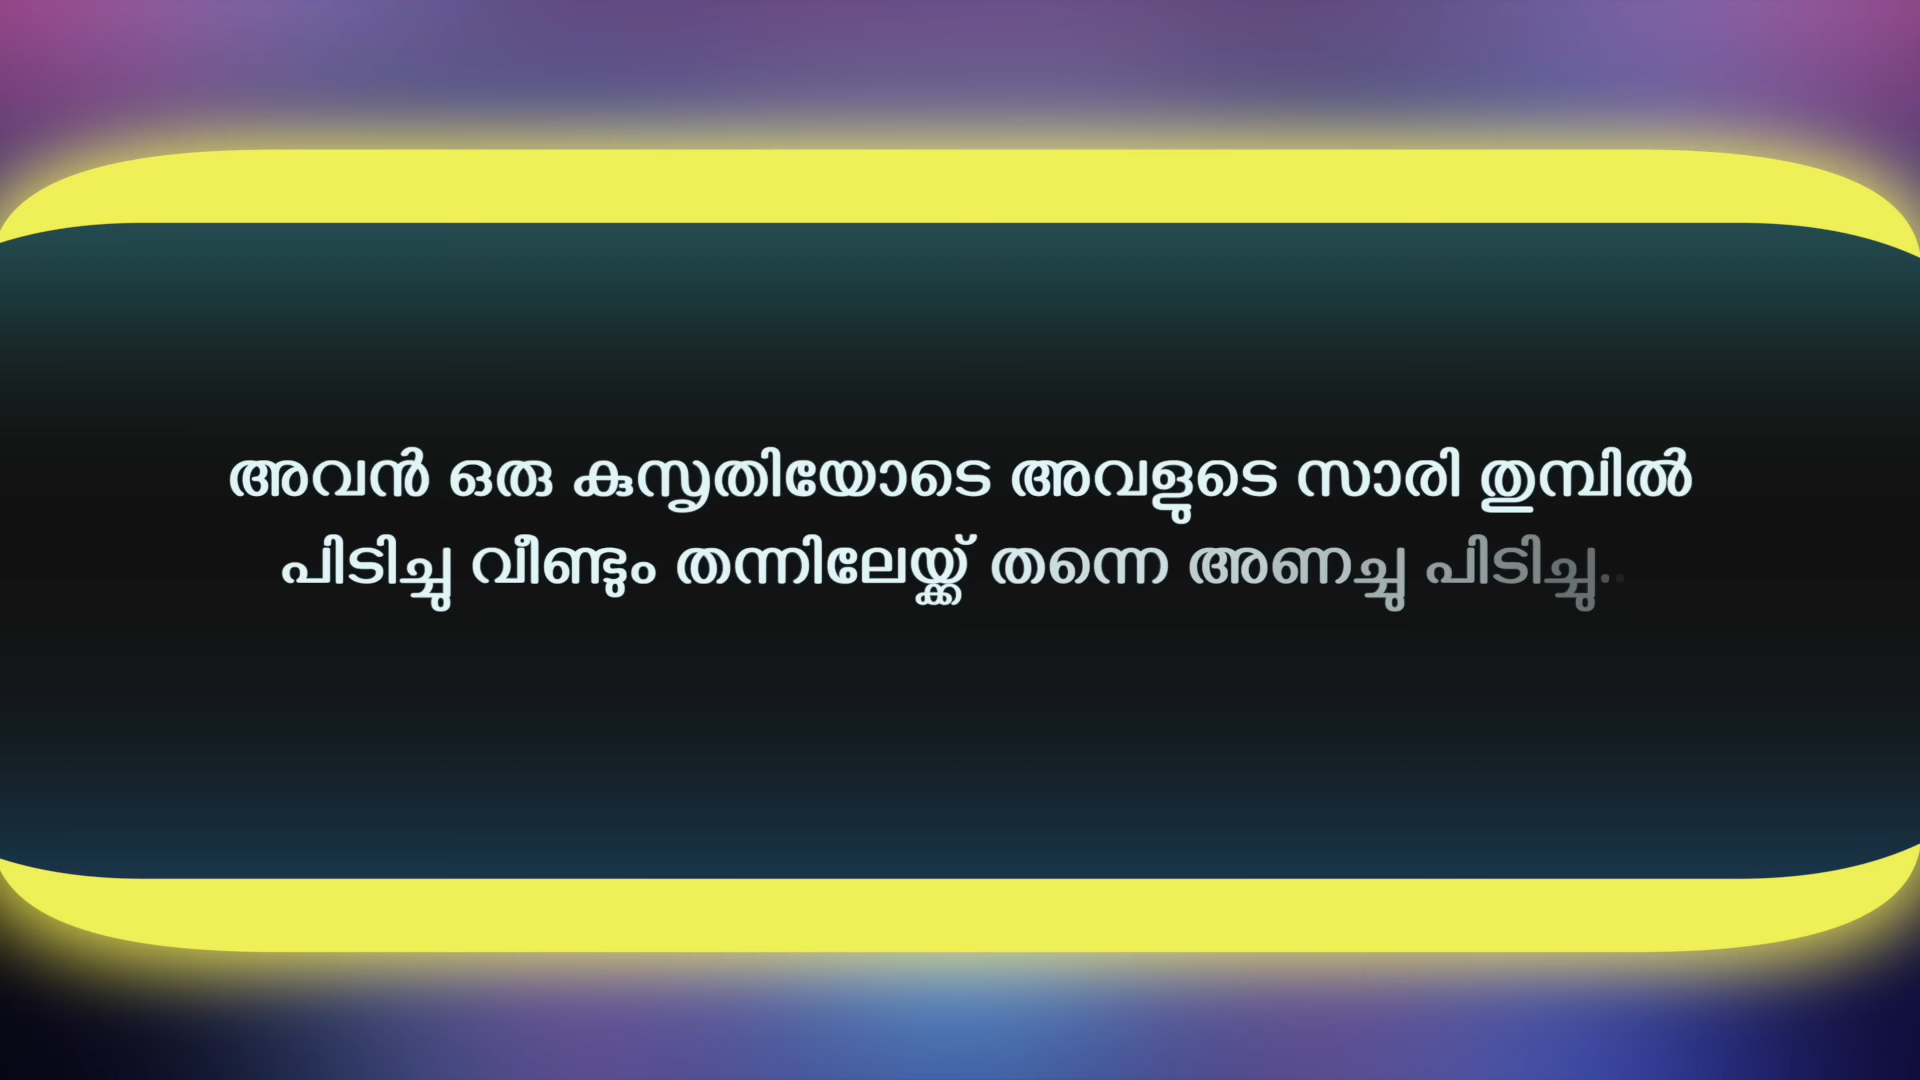 അവൻ ഒരു കുസൃതിയോടെ അവളുടെ സാരി തുമ്പിൽ
പിടിച്ചു വീണ്ടും തന്നിലേയ്ക്ക് തന്നെ അണച്ചു പിടിച്ചു..